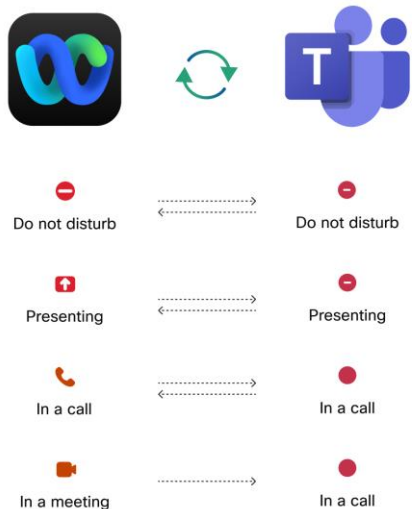 T
Do not disturb
Do not disturb
Presenting
Presenting
In a call
In a call
In a meeting
In a call